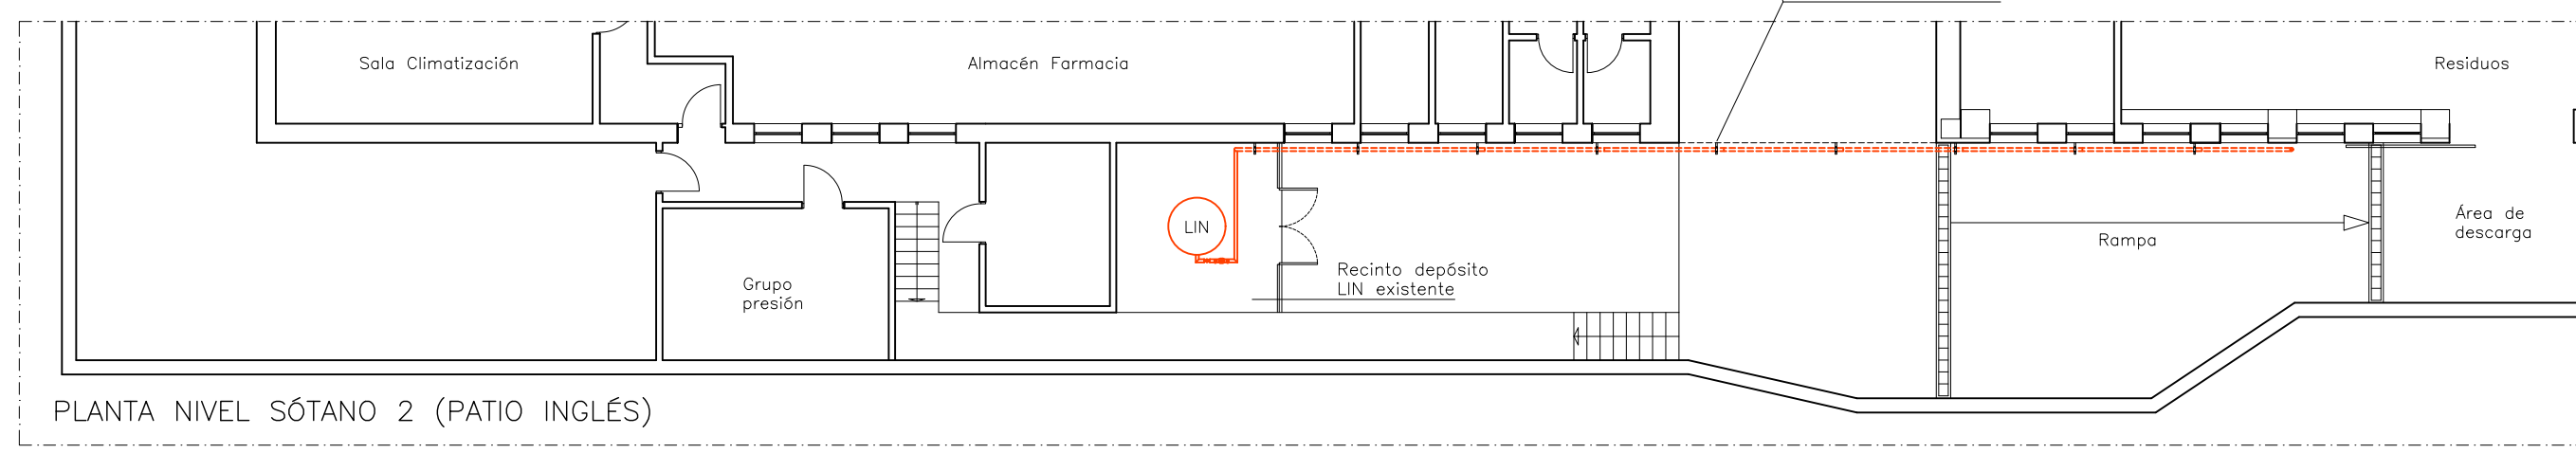 Sala Climatización
Almacén Farmacia
Residuos
LIN
Área de
descarga
Rampa
Recinto depósito
LIN existente
Grupo
presión
PLANTA NIVEL SÓTANO 2 (PATIO INGLÉS)